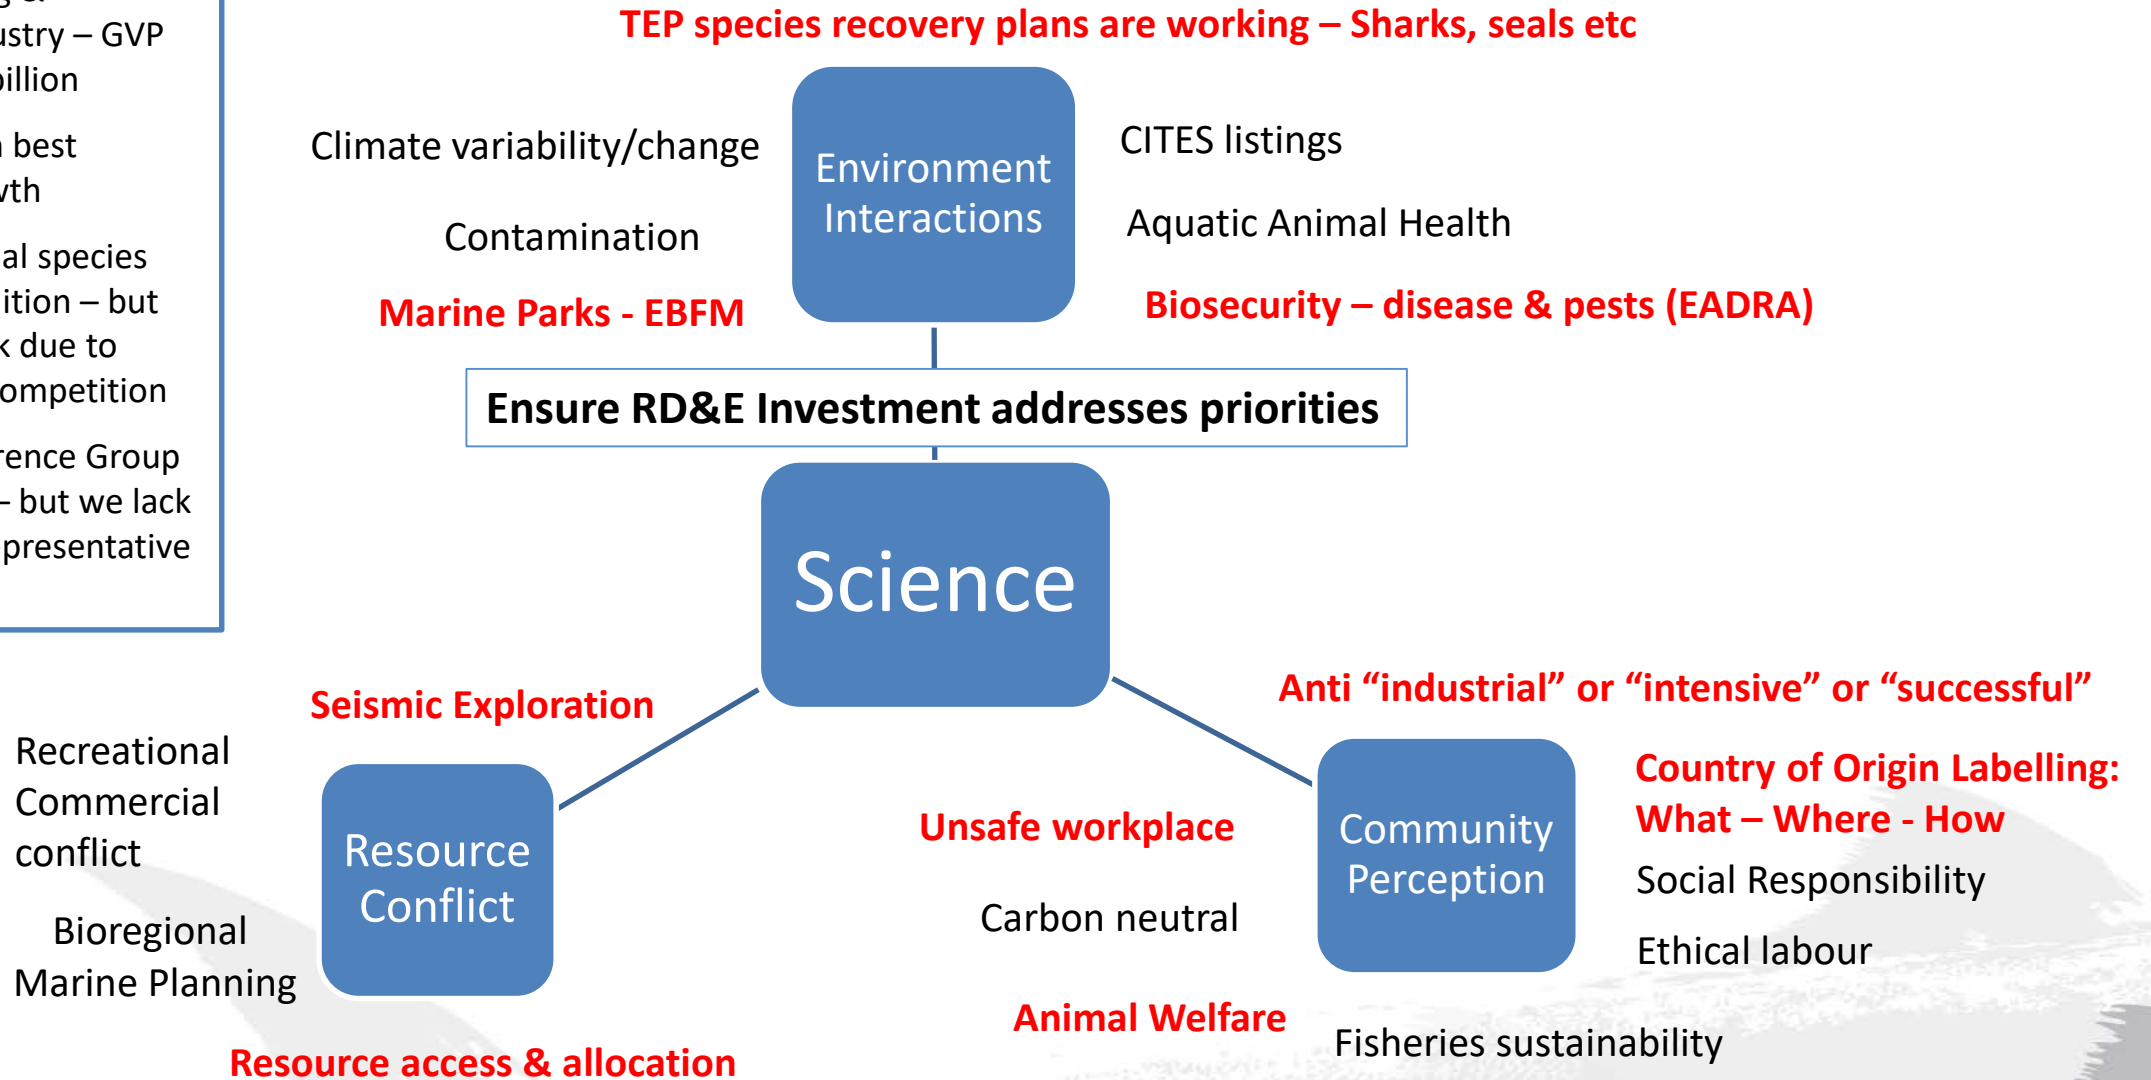 &
ustry – GVP
billion
best
vth
al species
ition – but
k due to
ompetition
rence Group
– but we lack
presentative
TEP species recovery plans are working – Sharks, seals etc
Climate variability/change
Contamination
Marine Parks - EBFM
Environment
Interactions
CITES listings
Aquatic Animal Health
Biosecurity – disease & pests (EADRA)
Ensure RD&E Investment addresses priorities
Science
Seismic Exploration
Recreational
Commercial
conflict
Bioregional
Marine Planning
Resource
Conflict
Resource access & allocation
Anti “industrial” or “intensive” or “successful”
Unsafe workplace
Carbon neutral
Animal Welfare
Community
Perception
Country of Origin Labelling:
What – Where - How
Social Responsibility
Ethical labour
Fisheries sustainability